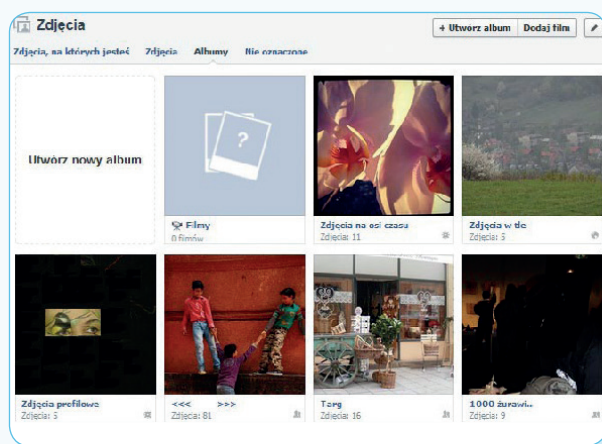 Zdjęcia
+ Utwórz album
Dodaj film
Zdjęcia, na których jesteś
Zdjęcia
Albumy
Nie oznaczone
Utwórz nowy album
?
Filmy
0 filmów
Zdjęcia na osi czasu
Zdjęcia: 11
Zdjęcia w tle
Zdjęcia: 5
Zdjęcia profilowe
Zdjęcia: 5
<<< >>>
Zdjęcia: 81
Targ
Zdjęcia: 16
1000 żurawi...
Zdjęcia: 9